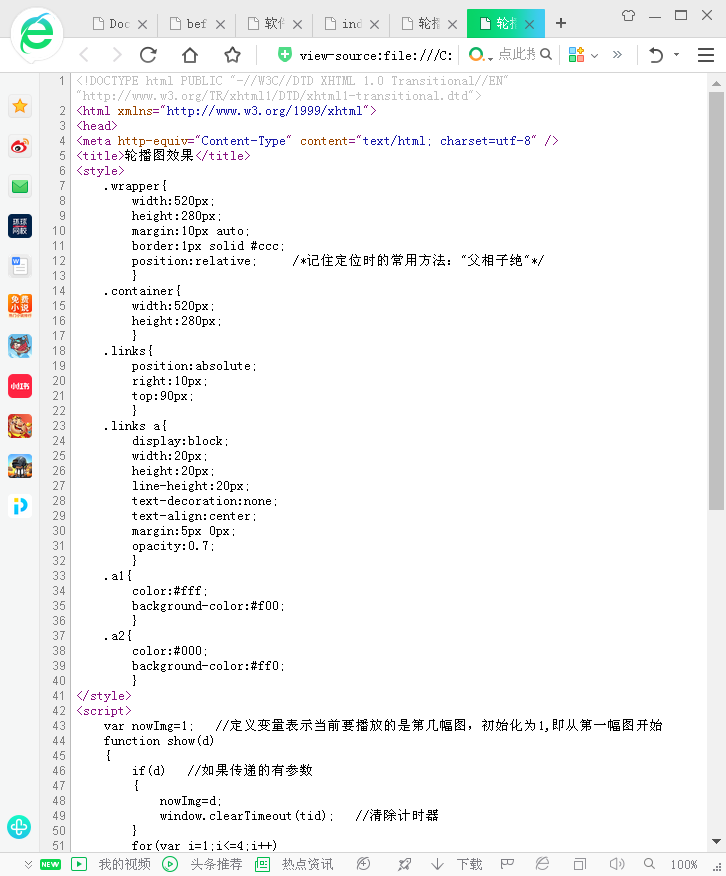 Doc
bef
软件
ind
轮播
轮播
view-source:file:///C:
点此搜
1 <!DOCTYPE html PUBLIC "-//W3C//DTD XHTML 1.0 Transitional//EN"
"http://www.w3.org/TR/xhtml1/DTD/xhtml1-transitional.dtd">
2 <html xmlns="http://www.w3.org/1999/xhtml">
3 <head>
4 <meta http-equiv="Content-Type" content="text/html; charset=utf-8" />
5 <title>轮播图效果</title>
6 <style>
7 .wrapper{
8 width:520px;
9 height:280px;
10 margin:10px auto;
11 border:1px solid #ccc;
12 position:relative; /*记住定位时的常用方法："父相子绝"*/
13 }
14 .container{
15 width:520px;
16 height:280px;
17 }
18 .links{
19 position:absolute;
20 right:10px;
21 top:90px;
22 }
23 .links a{
24 display:block;
25 width:20px;
26 height:20px;
27 line-height:20px;
28 text-decoration:none;
29 text-align:center;
30 margin:5px 0px;
31 opacity:0.7;
32 }
33 .a1{
34 color:#fff;
35 background-color:#f00;
36 }
37 .a2{
38 color:#000;
39 background-color:#ff0;
40 }
41 </style>
42 <script>
43 var nowImg=1; //定义变量表示当前要播放的是第几幅图，初始化为1,即从第一幅图开始
44 function show(d)
45 {
46 if(d) //如果传递的有参数
47 {
48 nowImg=d;
49 window.clearTimeout(tid); //清除计时器
50 }
51 for(var i=1;i<=4;i++)
环球
网校
免费
小说
小红书
NEW
我的视频
头条推荐
热点资讯
下载
100%